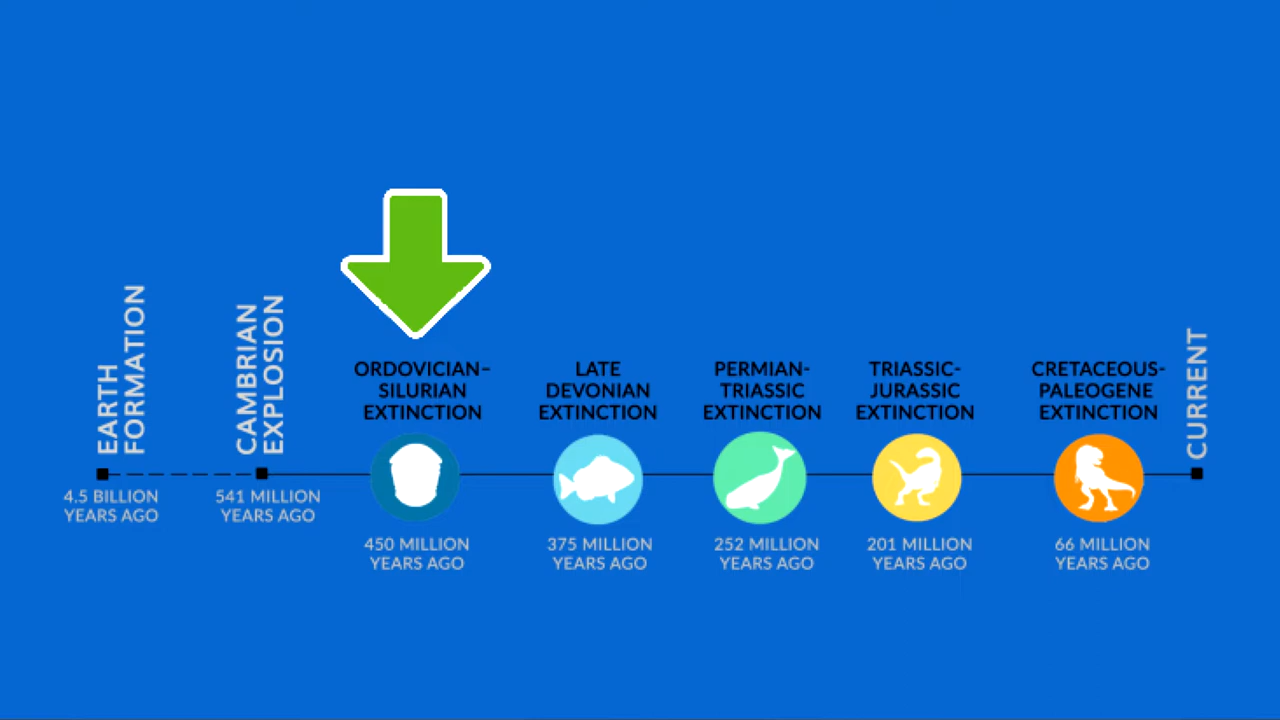 EARTH
FORMATION
4.5 BILLION
YEARS AGO
CAMBRIAN
EXPLOSION
541 MILLION
YEARS AGO
ORDOVICIAN–
SILURIAN
EXTINCTION
450 MILLION
YEARS AGO
LATE
DEVONIAN
EXTINCTION
375 MILLION
YEARS AGO
PERMIAN-
TRIASSIC
EXTINCTION
252 MILLION
YEARS AGO
TRIASSIC-
JURASSIC
EXTINCTION
201 MILLION
YEARS AGO
CRETACEOUS-
PALEOGENE
EXTINCTION
66 MILLION
YEARS AGO
CURRENT